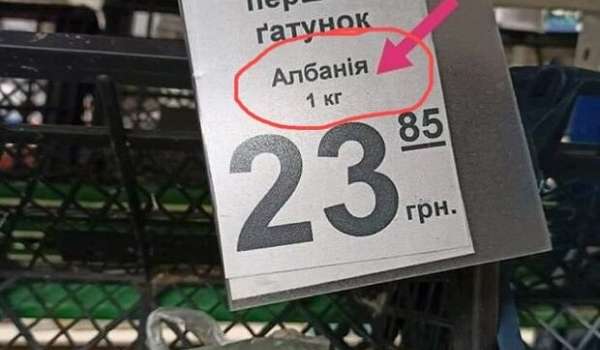 ґатунок
Албанія
1 кг
23 85 грн.